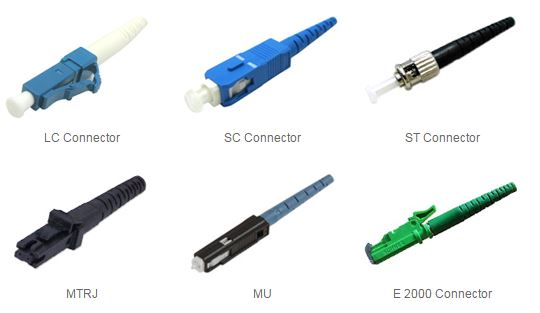 LC Connector
SC Connector
ST Connector
MTRJ
MU
E 2000 Connector